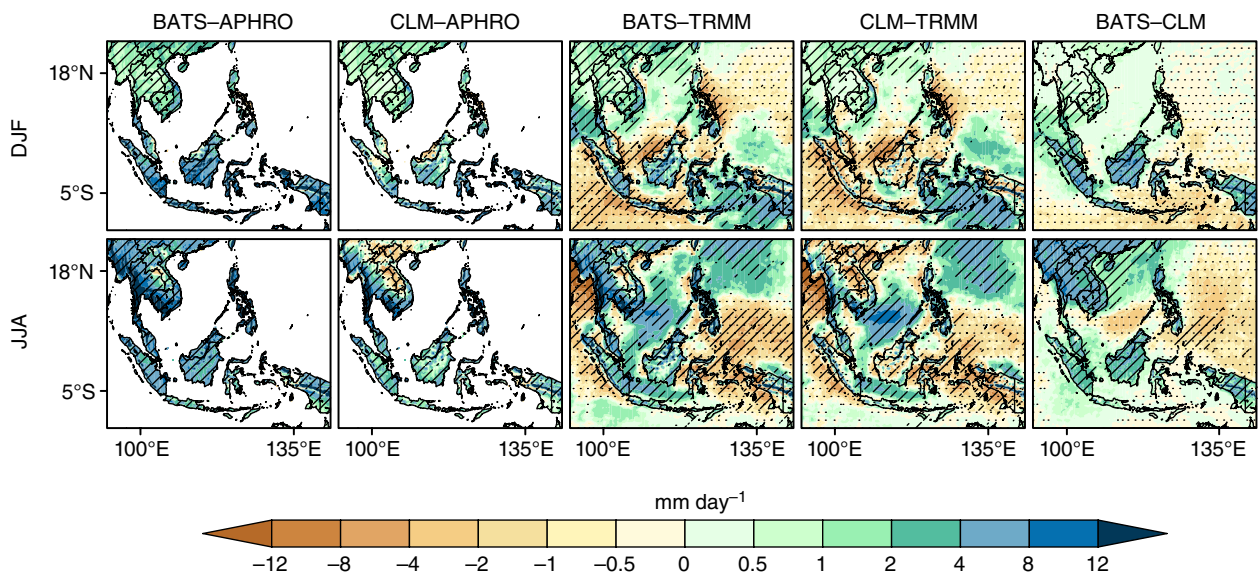 BATS–APHRO CLM–APHRO BATS–TRMM CLM–TRMM BATS–CLM
DJF
18°N
5°S
JJA
18°N
5°S
100°E 135°E 100°E 135°E 100°E 135°E 100°E 135°E 100°E 135°E
mm day⁻¹
–12 –8 –4 –2 –1 –0.5 0 0.5 1 2 4 8 12